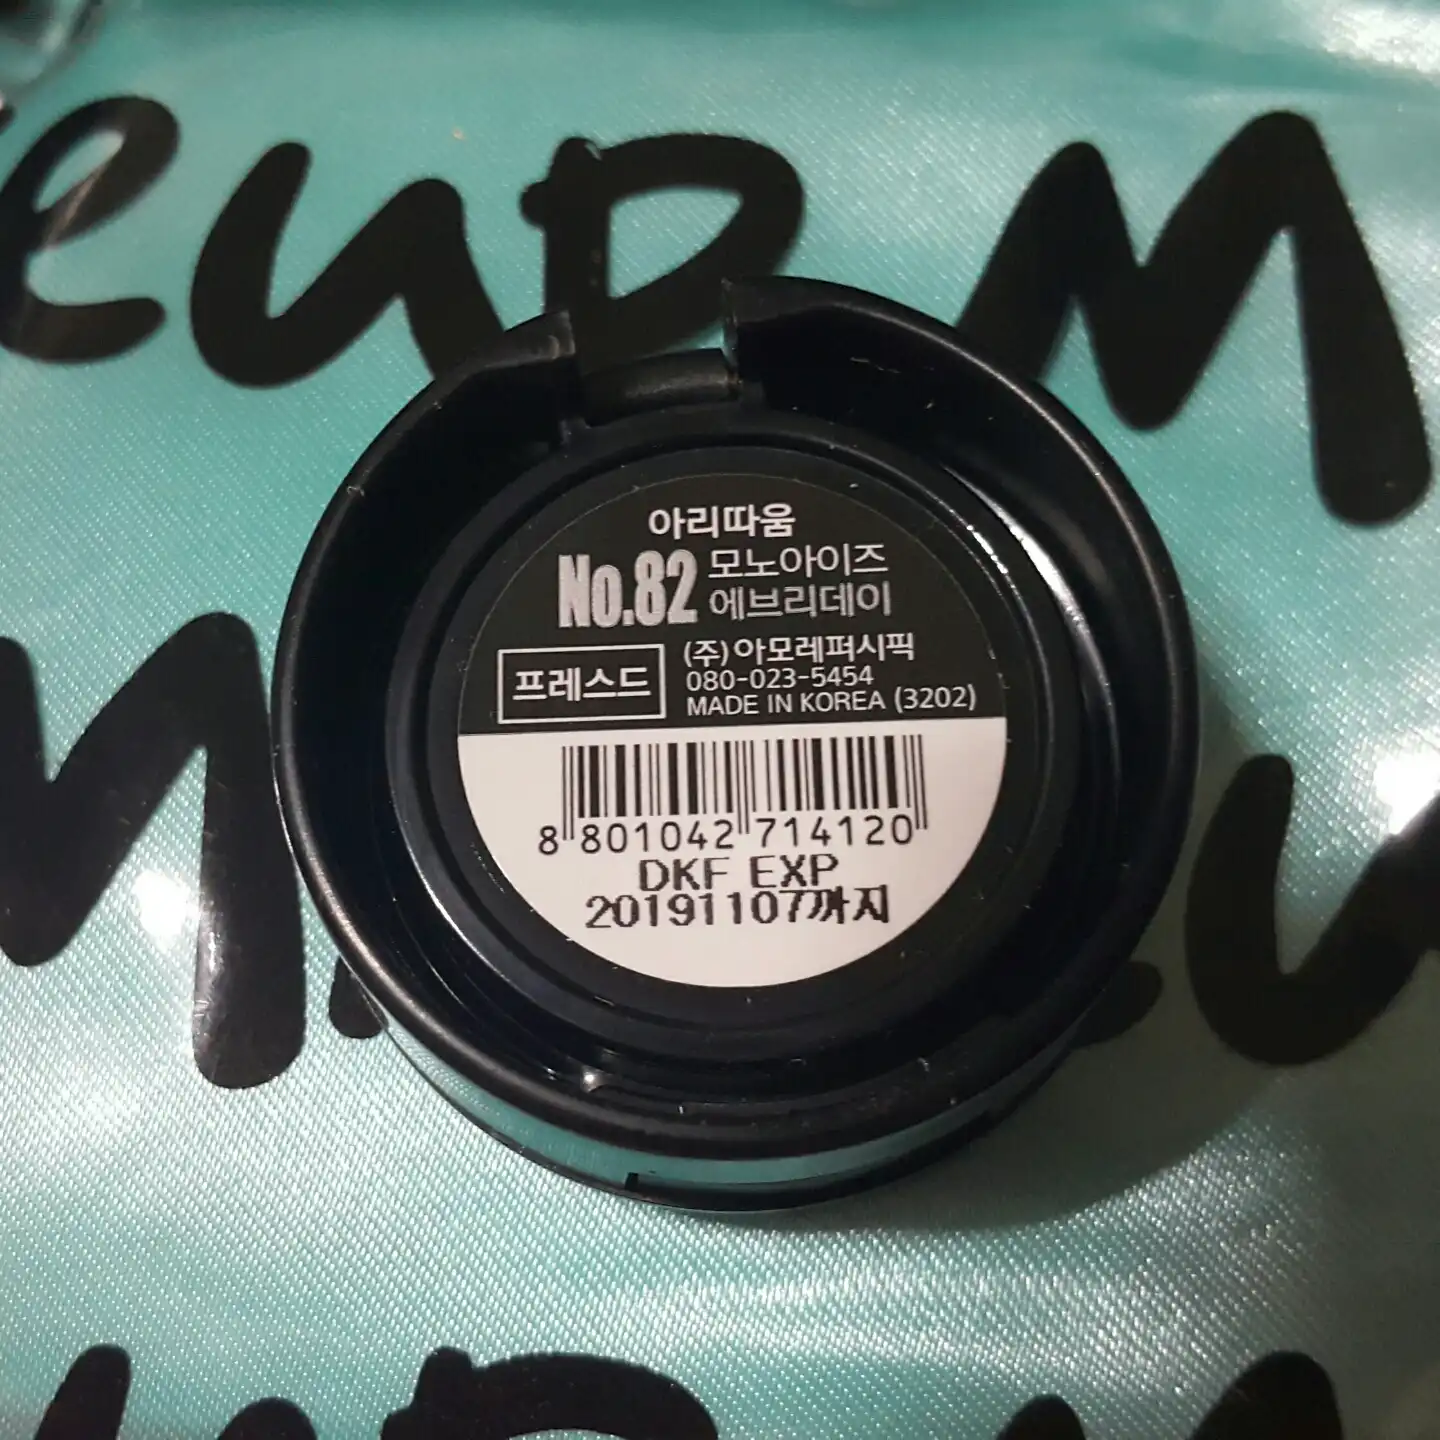 eup M
아리따움
No.82 모노아이즈
에브리데이
프레스드
(주)아모레퍼시픽
080-023-5454
MADE IN KOREA (3202)
8 801042 714120
DKF EXP
20191107까지